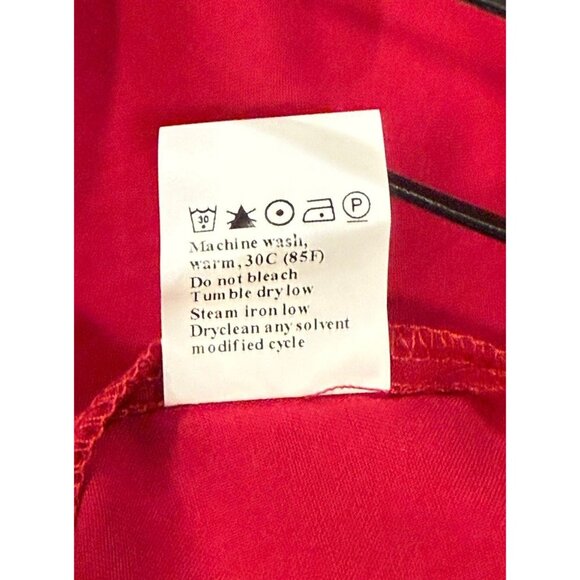 30 P
Machine wash,
warm,30C (85F)
Do not bleach
Tumble dry low
Steam iron low
Dryclean any solvent
modified cycle